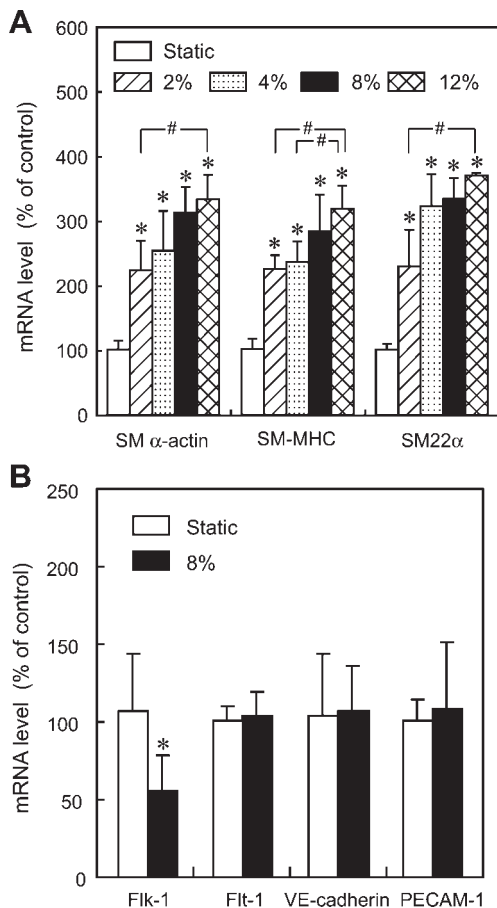 A
600
Static
2% 4% 8% 12%
500
400
300
200
100
0
mRNA level (% of control)
# # # #
* * * * * * * * * * * *
SM α-actin SM-MHC SM22α
B
250
Static
8%
200
150
100
50
0
mRNA level (% of control)
*
Flk-1 Flt-1 VE-cadherin PECAM-1